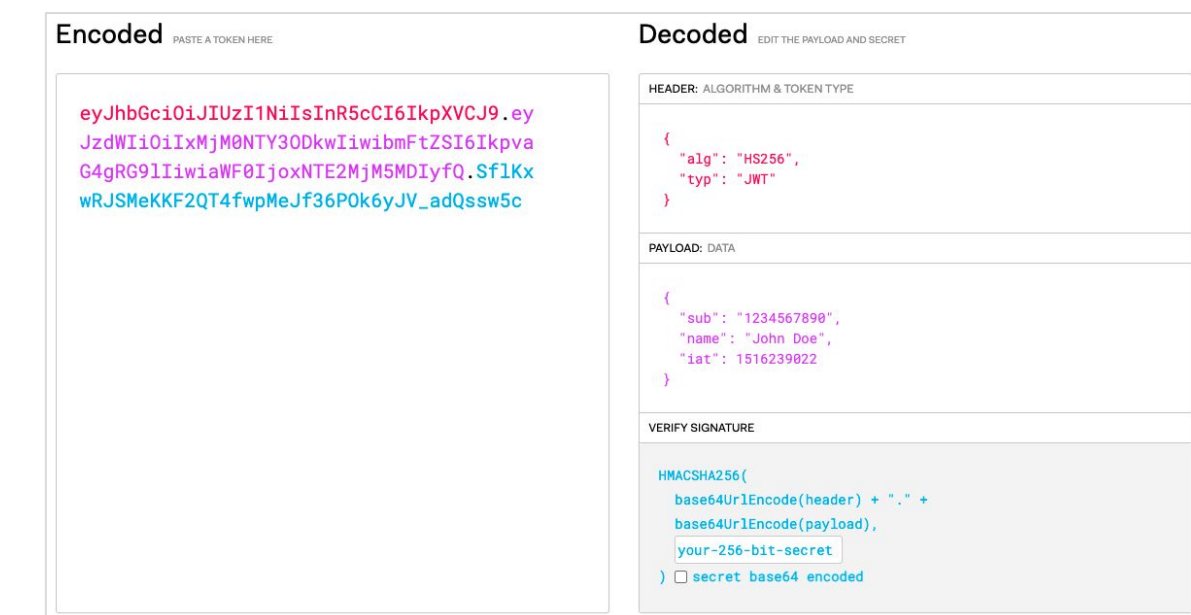 Encoded PASTE A TOKEN HERE
eyJhbGciOiJIUzI1NiIsInR5cCI6IkpXVCJ9.ey
JzdWIiOiIxMjM0NTY3ODkwIiwibmFtZSI6Ikpva
G4gRG9lIiwiaWF0IjoxNTE2MjM5MDIyfQ.SflKx
wRJSMeKKF2QT4fwpMeJf36POk6yJV_adQssw5c
Decoded EDIT THE PAYLOAD AND SECRET
HEADER: ALGORITHM & TOKEN TYPE
{
"alg": "HS256",
"typ": "JWT"
}
PAYLOAD: DATA
{
"sub": "1234567890",
"name": "John Doe",
"iat": 1516239022
}
VERIFY SIGNATURE
HMACSHA256(
base64UrlEncode(header) + "." +
base64UrlEncode(payload),
your-256-bit-secret
) secret base64 encoded